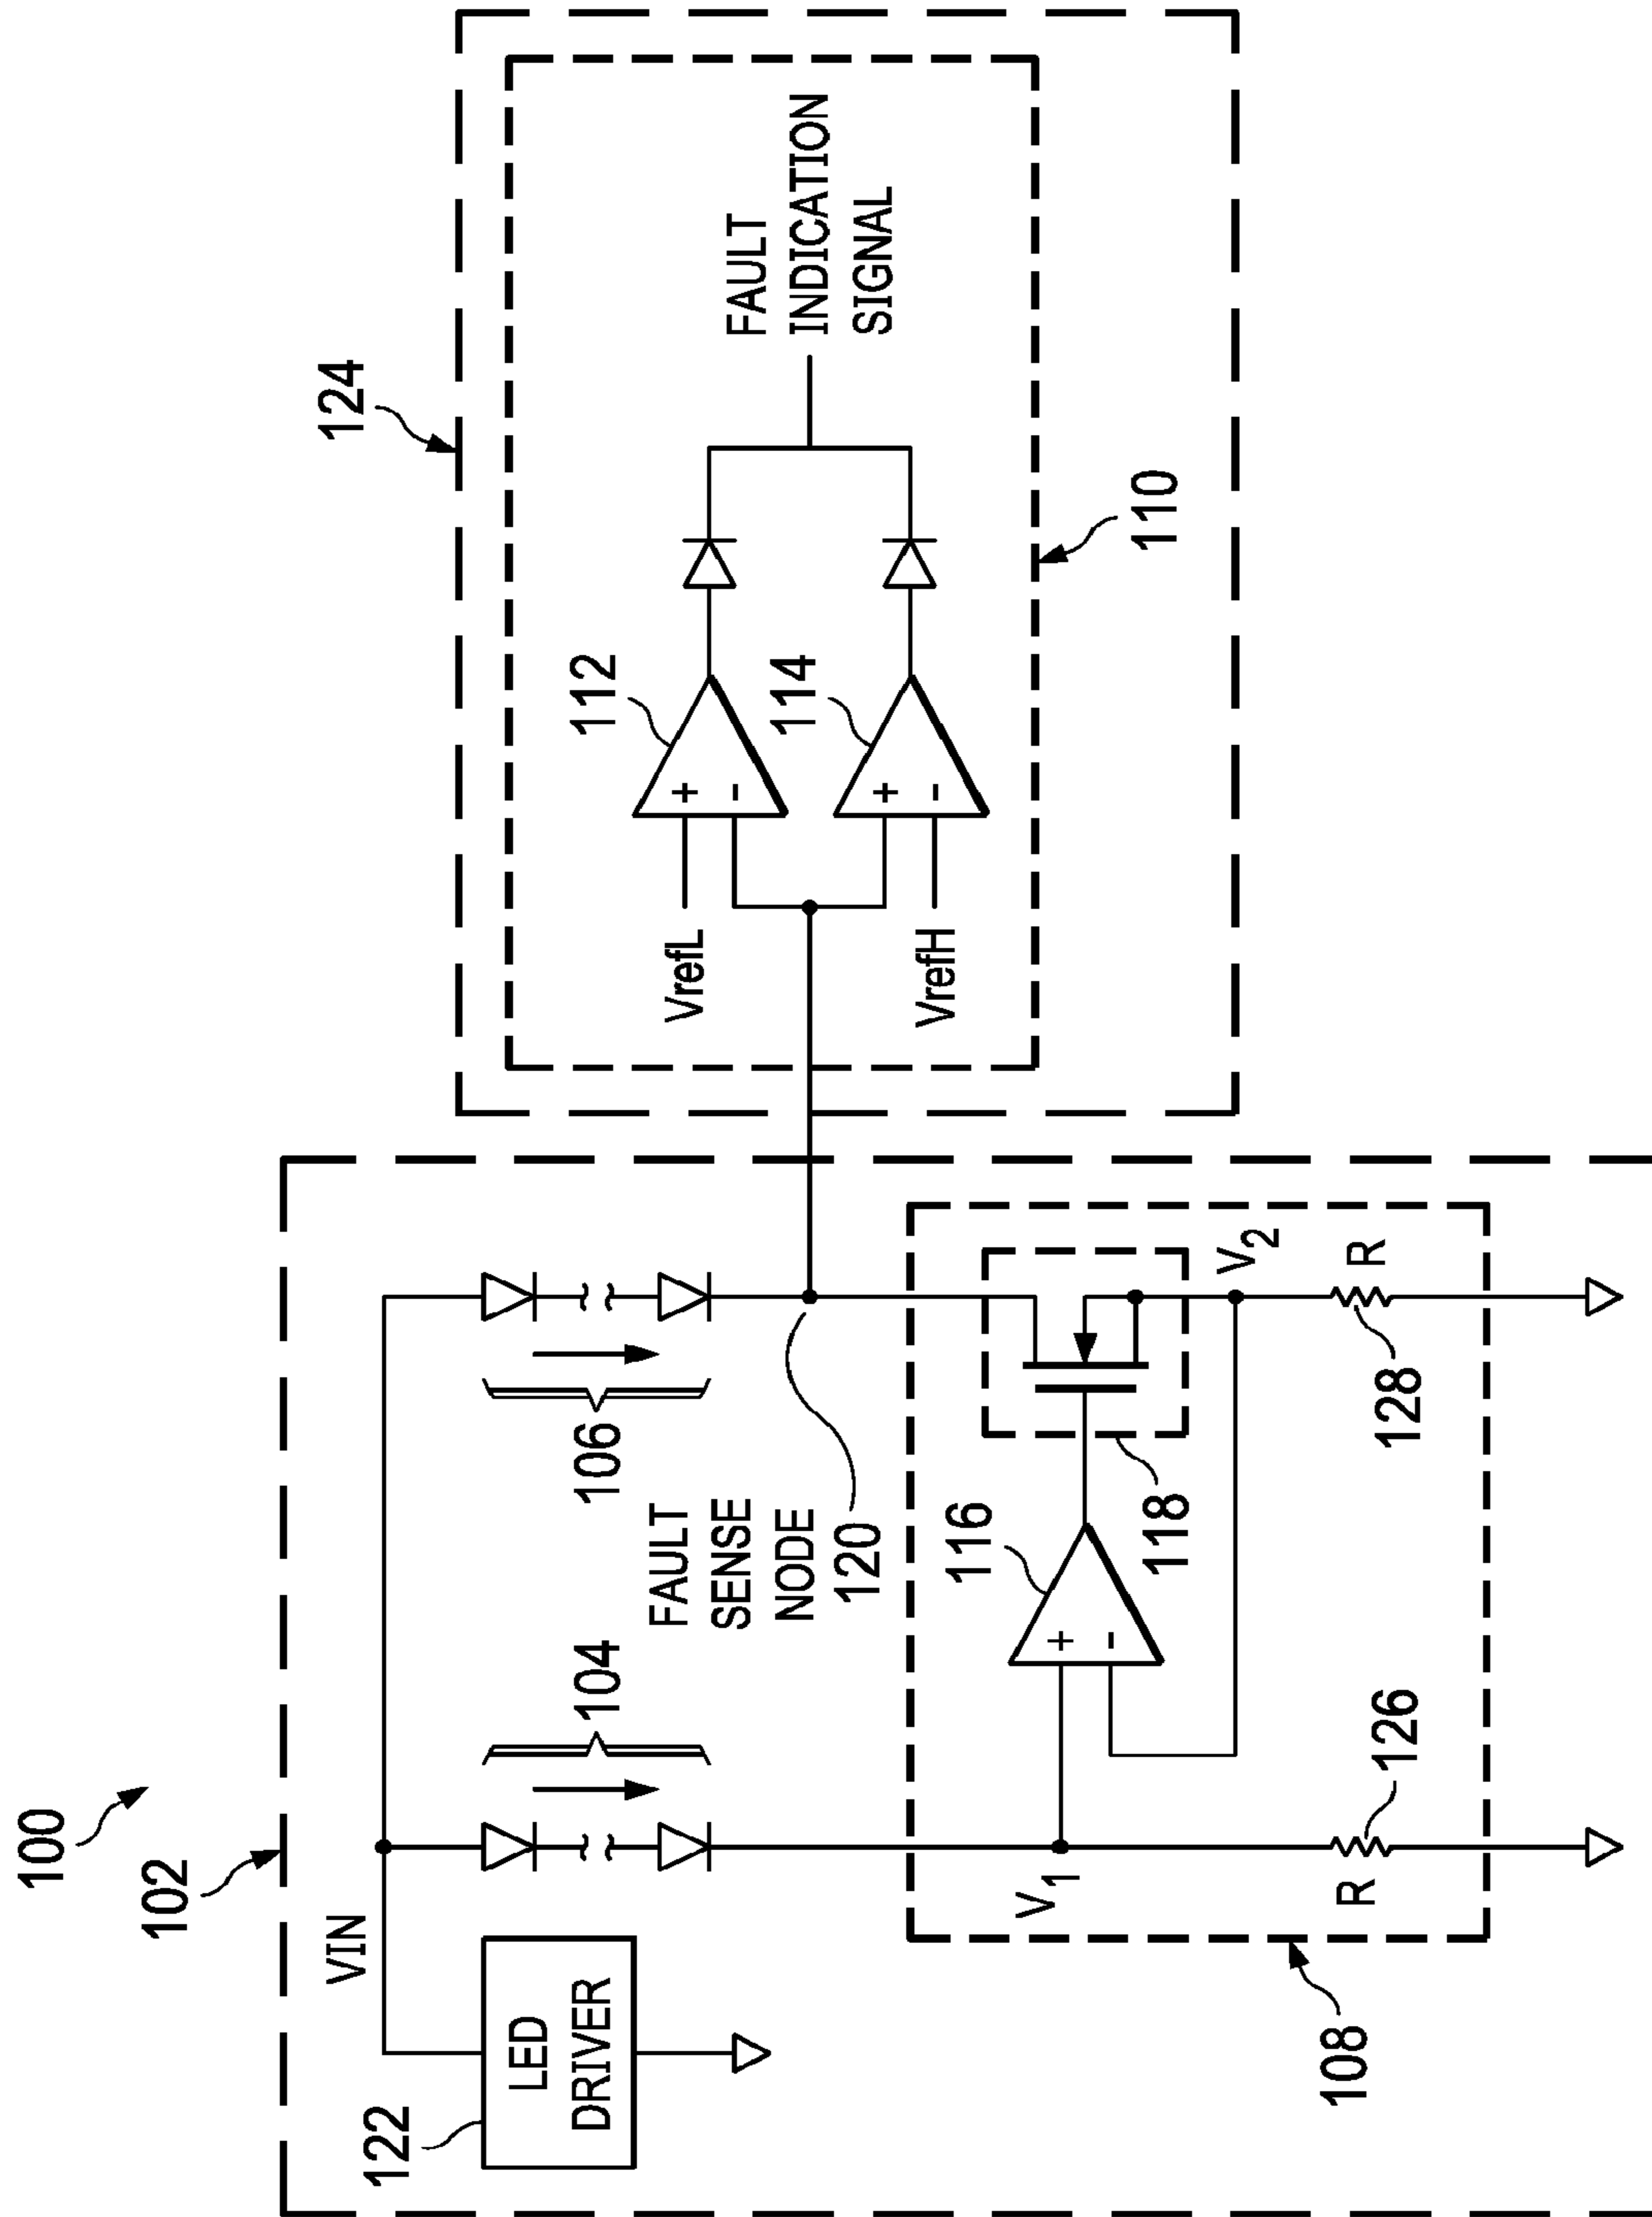 100
102
VIN
LED
DRIVER
122
104
106
FAULT
SENSE
NODE
120
V1
R
126
108
+
-
116
118
V2
R
128
124
VrefL
+
-
112
VrefH
+
-
114
FAULT
INDICATION
SIGNAL
110